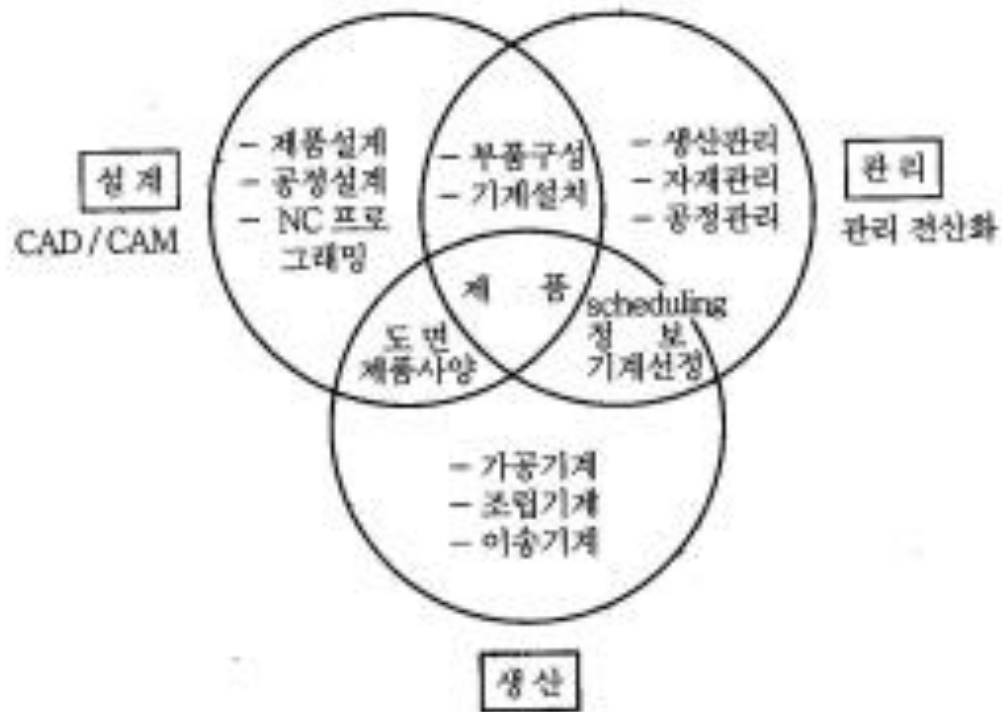 설계
CAD / CAM
- 제품설계
- 공정설계
- NC 프로
그래밍
- 부품구성
- 기계설치
- 생산관리
- 자재관리
- 공정관리
관리
관리 전산화
제 품
도면
제품사양
scheduling
정 보
기계선정
- 가공기계
- 조립기계
- 이송기계
생산